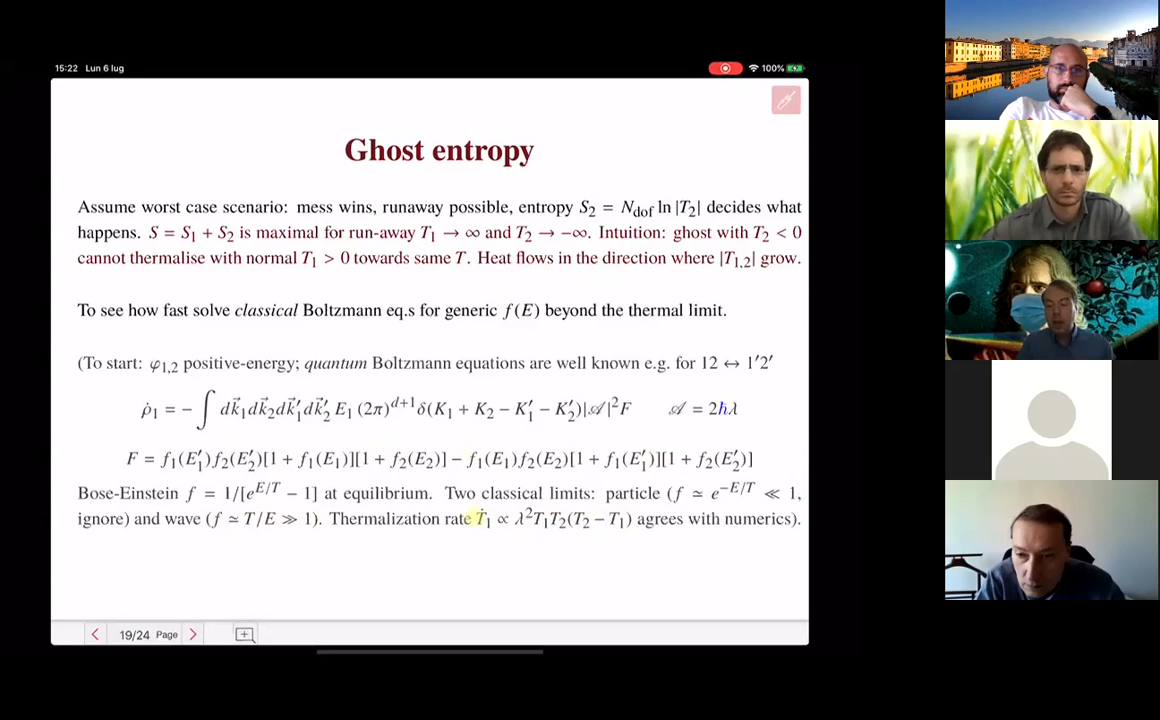 15:22 Lun 6 lug
100%
Ghost entropy
Assume worst case scenario: mess wins, runaway possible, entropy S₂ = N_dof ln |T₂| decides what
happens. S = S₁ + S₂ is maximal for run-away T₁ → ∞ and T₂ → −∞. Intuition: ghost with T₂ < 0
cannot thermalise with normal T₁ > 0 towards same T. Heat flows in the direction where |T₁,₂| grow.
To see how fast solve classical Boltzmann eq.s for generic f(E) beyond the thermal limit.
(To start: φ₁,₂ positive-energy; quantum Boltzmann equations are well known e.g. for 12 ↔ 1′2′
ρ̇₁ = − ∫ dk⃗₁dk⃗₂dk⃗′₁dk⃗′₂ E₁ (2π)^{d+1}δ(K₁ + K₂ − K′₁ − K′₂)|𝒜|²F 𝒜 = 2ℏλ
F = f₁(E′₁)f₂(E′₂)[1 + f₁(E₁)][1 + f₂(E₂)] − f₁(E₁)f₂(E₂)[1 + f₁(E′₁)][1 + f₂(E′₂)]
Bose-Einstein f = 1/[e^{E/T} − 1] at equilibrium. Two classical limits: particle (f ≃ e^{−E/T} ≪ 1,
ignore) and wave (f ≃ T/E ≫ 1). Thermalization rate Ṫ₁ ∝ λ²T₁T₂(T₂ − T₁) agrees with numerics).
19/24 Page